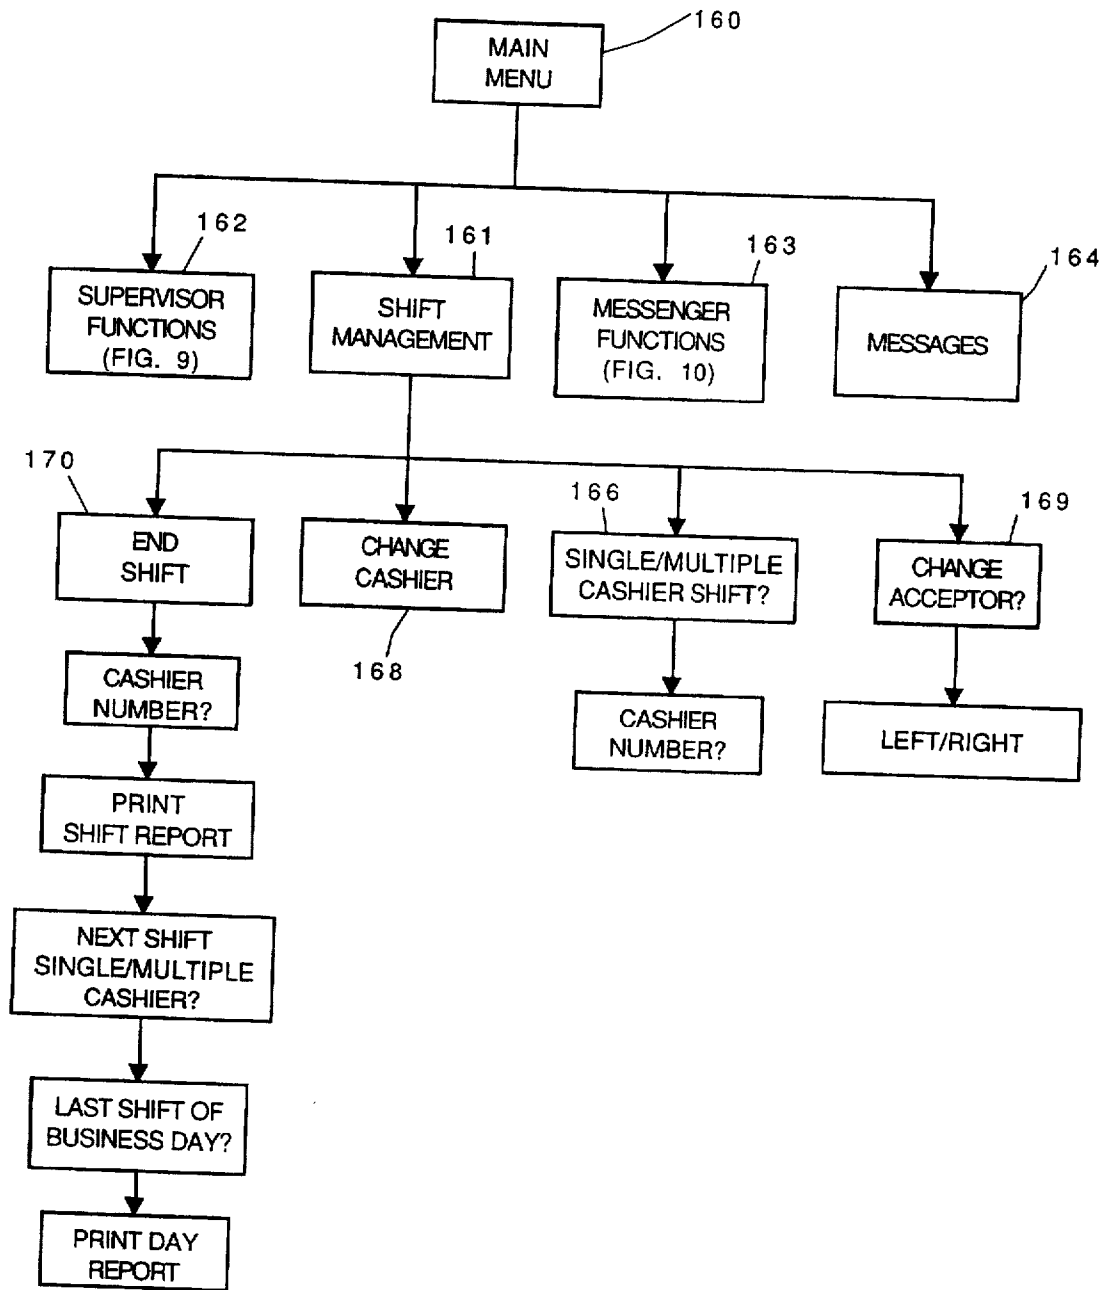 160
MAIN
MENU
162
161
163
164
SUPERVISOR
FUNCTIONS
(FIG. 9)
SHIFT
MANAGEMENT
MESSENGER
FUNCTIONS
(FIG. 10)
MESSAGES
170
166
169
END
SHIFT
CHANGE
CASHIER
SINGLE/MULTIPLE
CASHIER SHIFT?
CHANGE
ACCEPTOR?
168
CASHIER
NUMBER?
CASHIER
NUMBER?
LEFT/RIGHT
PRINT
SHIFT REPORT
NEXT SHIFT
SINGLE/MULTIPLE
CASHIER?
LAST SHIFT OF
BUSINESS DAY?
PRINT DAY
REPORT